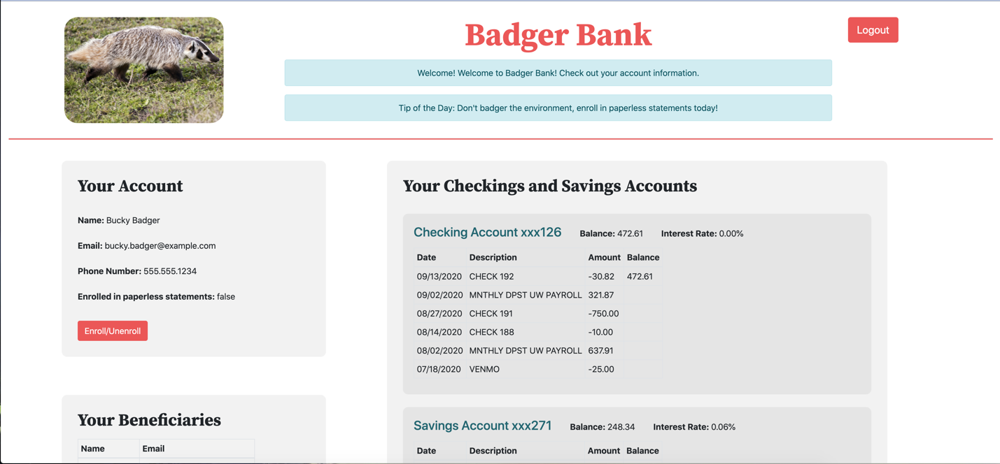 Badger Bank
Logout
Welcome! Welcome to Badger Bank! Check out your account information.
Tip of the Day: Don't badger the environment, enroll in paperless statements today!
Your Account
Name: Bucky Badger
Email: bucky.badger@example.com
Phone Number: 555.555.1234
Enrolled in paperless statements: false
Enroll/Unenroll
Your Beneficiaries
Name Email
Your Checkings and Savings Accounts
Checking Account xxx126 Balance: 472.61 Interest Rate: 0.00%
Date Description Amount Balance
09/13/2020 CHECK 192 -30.82 472.61
09/02/2020 MNTHLY DPST UW PAYROLL 321.87
08/27/2020 CHECK 191 -750.00
08/14/2020 CHECK 188 -10.00
08/02/2020 MNTHLY DPST UW PAYROLL 637.91
07/18/2020 VENMO -25.00
Savings Account xxx271 Balance: 248.34 Interest Rate: 0.06%
Date Description Amount Balance